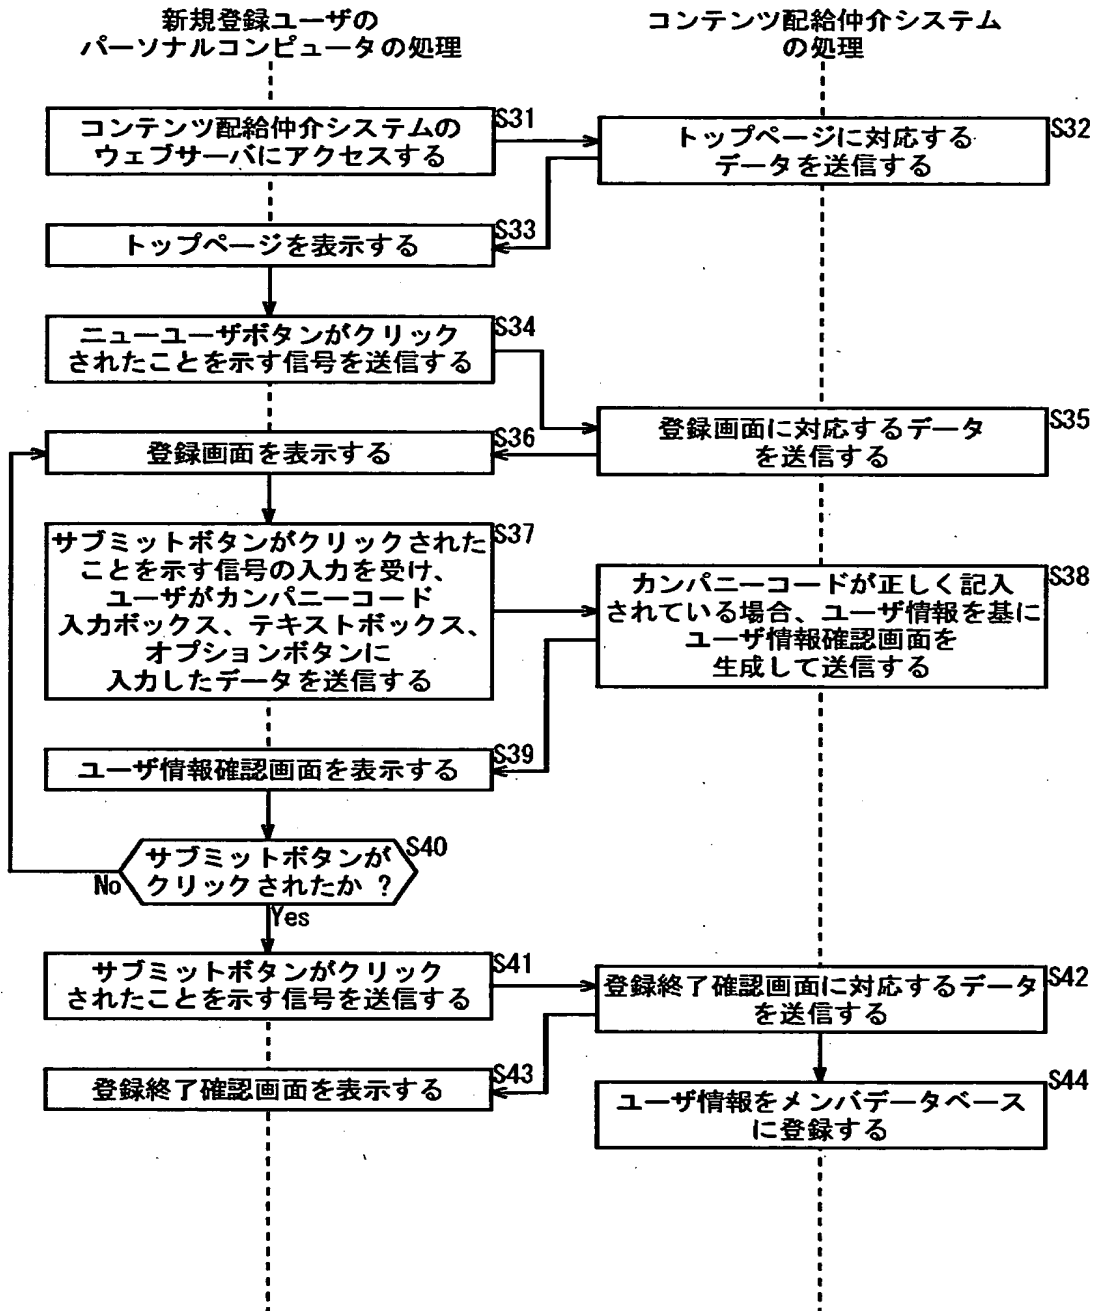 新規登録ユーザの
パーソナルコンピュータの処理
コンテンツ配給仲介システム
の処理
S31
コンテンツ配給仲介システムの
ウェブサーバにアクセスする
S32
トップページに対応する
データを送信する
S33
トップページを表示する
S34
ニューユーザボタンがクリック
されたことを示す信号を送信する
S35
登録画面に対応するデータ
を送信する
S36
登録画面を表示する
S37
サブミットボタンがクリックされた
ことを示す信号の入力を受け、
ユーザがカンパニーコード
入力ボックス、テキストボックス、
オプションボタンに
入力したデータを送信する
S38
カンパニーコードが正しく記入
されている場合、ユーザ情報を基に
ユーザ情報確認画面を
生成して送信する
S39
ユーザ情報確認画面を表示する
S40
サブミットボタンが
クリックされたか ?
No
Yes
S41
サブミットボタンがクリック
されたことを示す信号を送信する
S42
登録終了確認画面に対応するデータ
を送信する
S43
登録終了確認画面を表示する
S44
ユーザ情報をメンバデータベース
に登録する